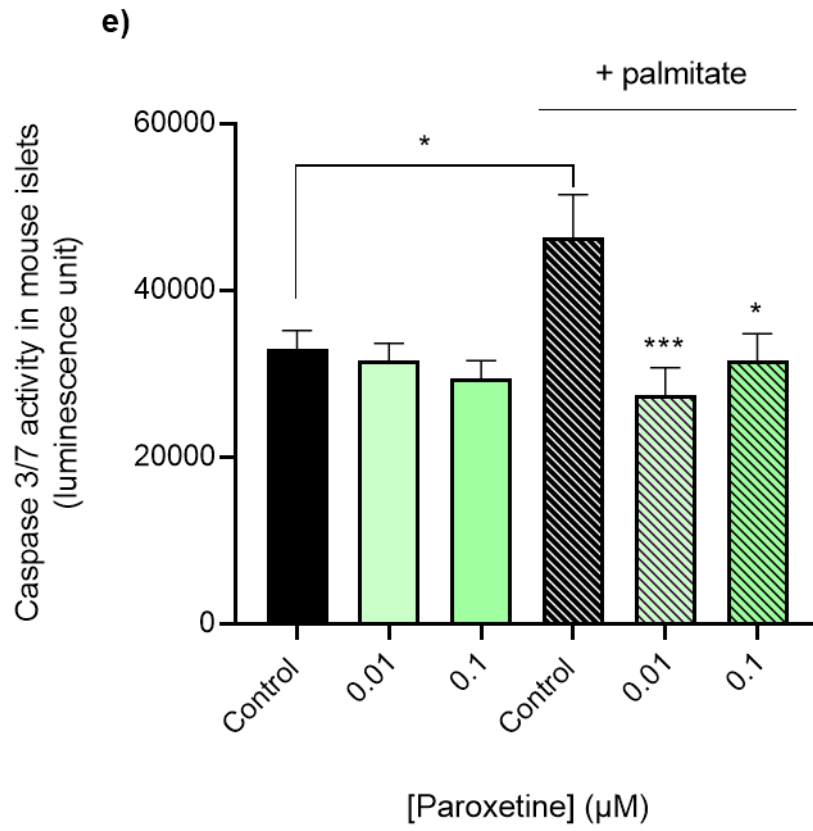 e)
+ palmitate
Caspase 3/7 activity in mouse islets
(luminescence unit)
60000
40000
20000
0
*
***
*
Control
0.01
0.1
Control
0.01
0.1
[Paroxetine] (µM)